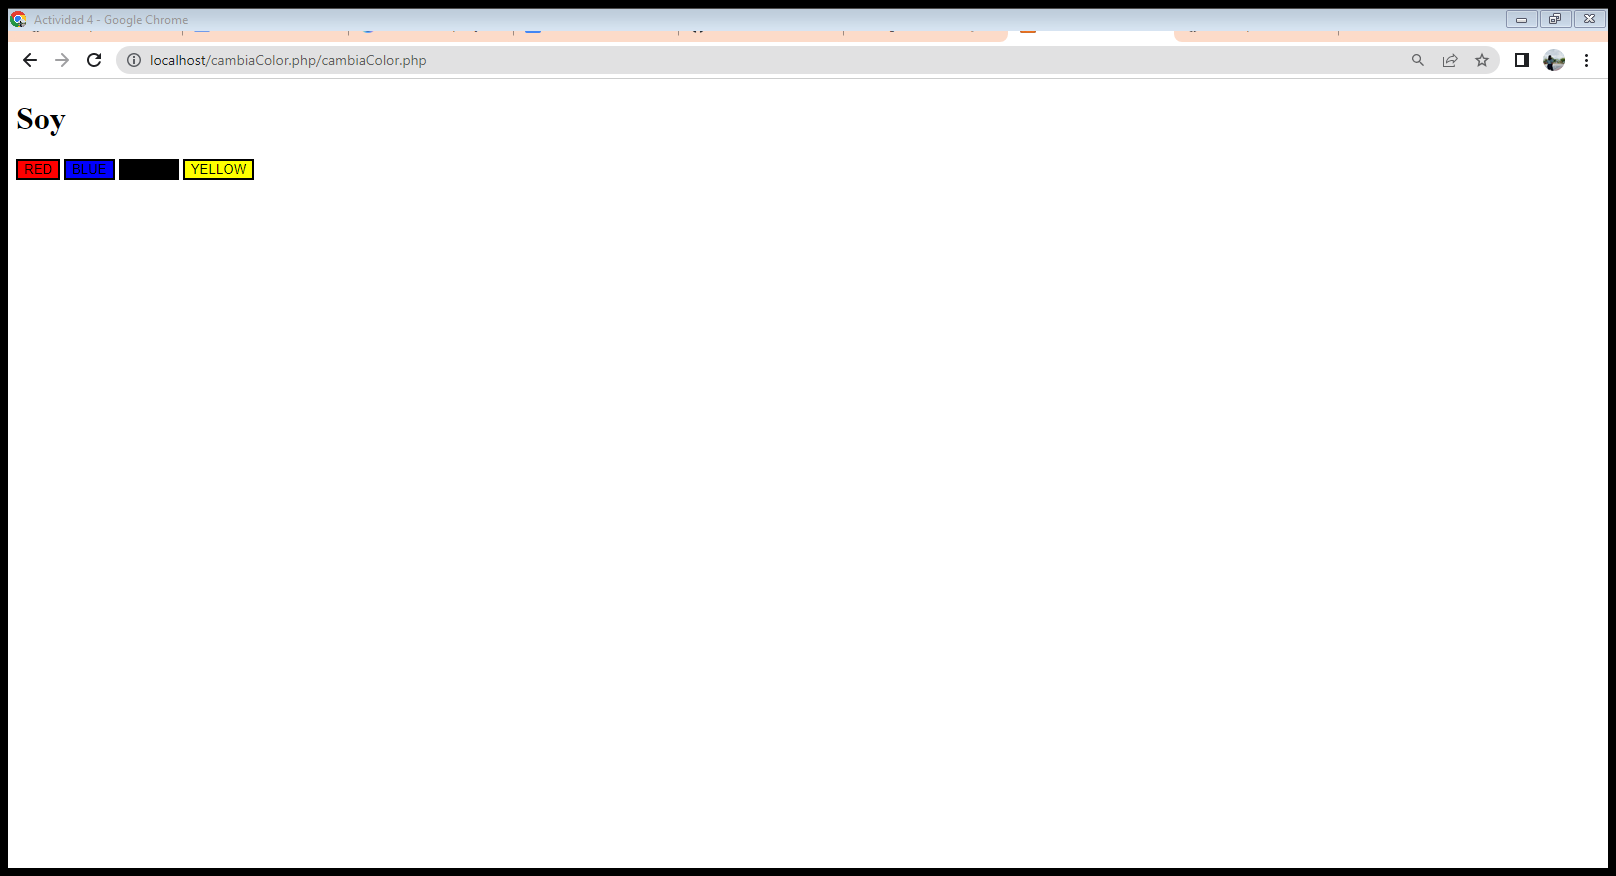 Actividad 4 - Google Chrome
localhost/cambiaColor.php/cambiaColor.php
Soy
RED BLUE YELLOW